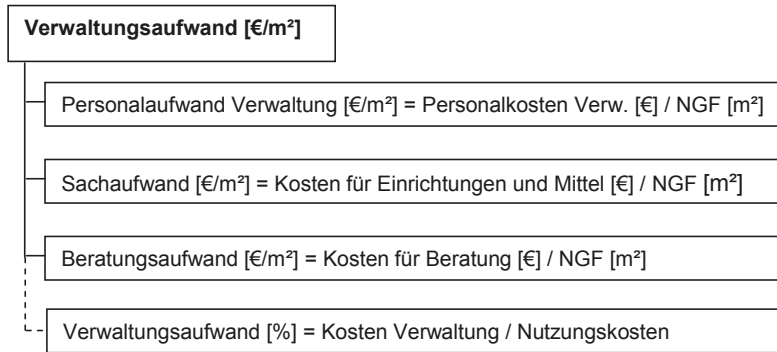 Verwaltungsaufwand [€/m²]
Personalaufwand Verwaltung [€/m²] = Personalkosten Verw. [€] / NGF [m²]
Sachaufwand [€/m²] = Kosten für Einrichtungen und Mittel [€] / NGF [m²]
Beratungsaufwand [€/m²] = Kosten für Beratung [€] / NGF [m²]
Verwaltungsaufwand [%] = Kosten Verwaltung / Nutzungskosten